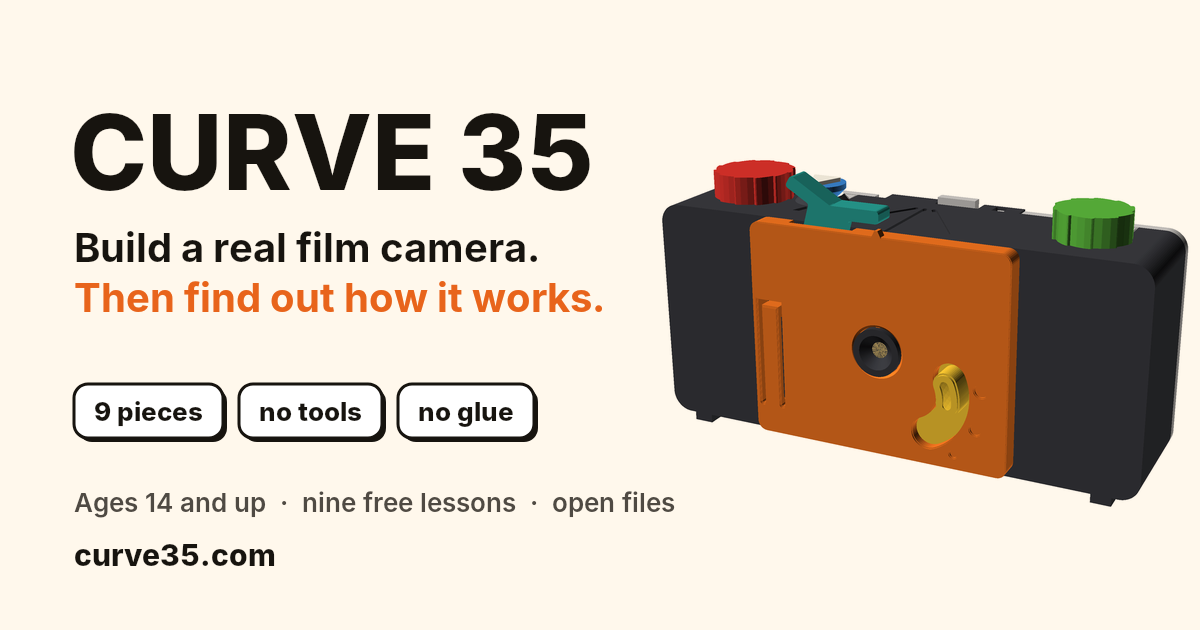 CURVE 35
Build a real film camera.
Then find out how it works.
9 pieces no tools no glue
Ages 14 and up · nine free lessons · open files
curve35.com